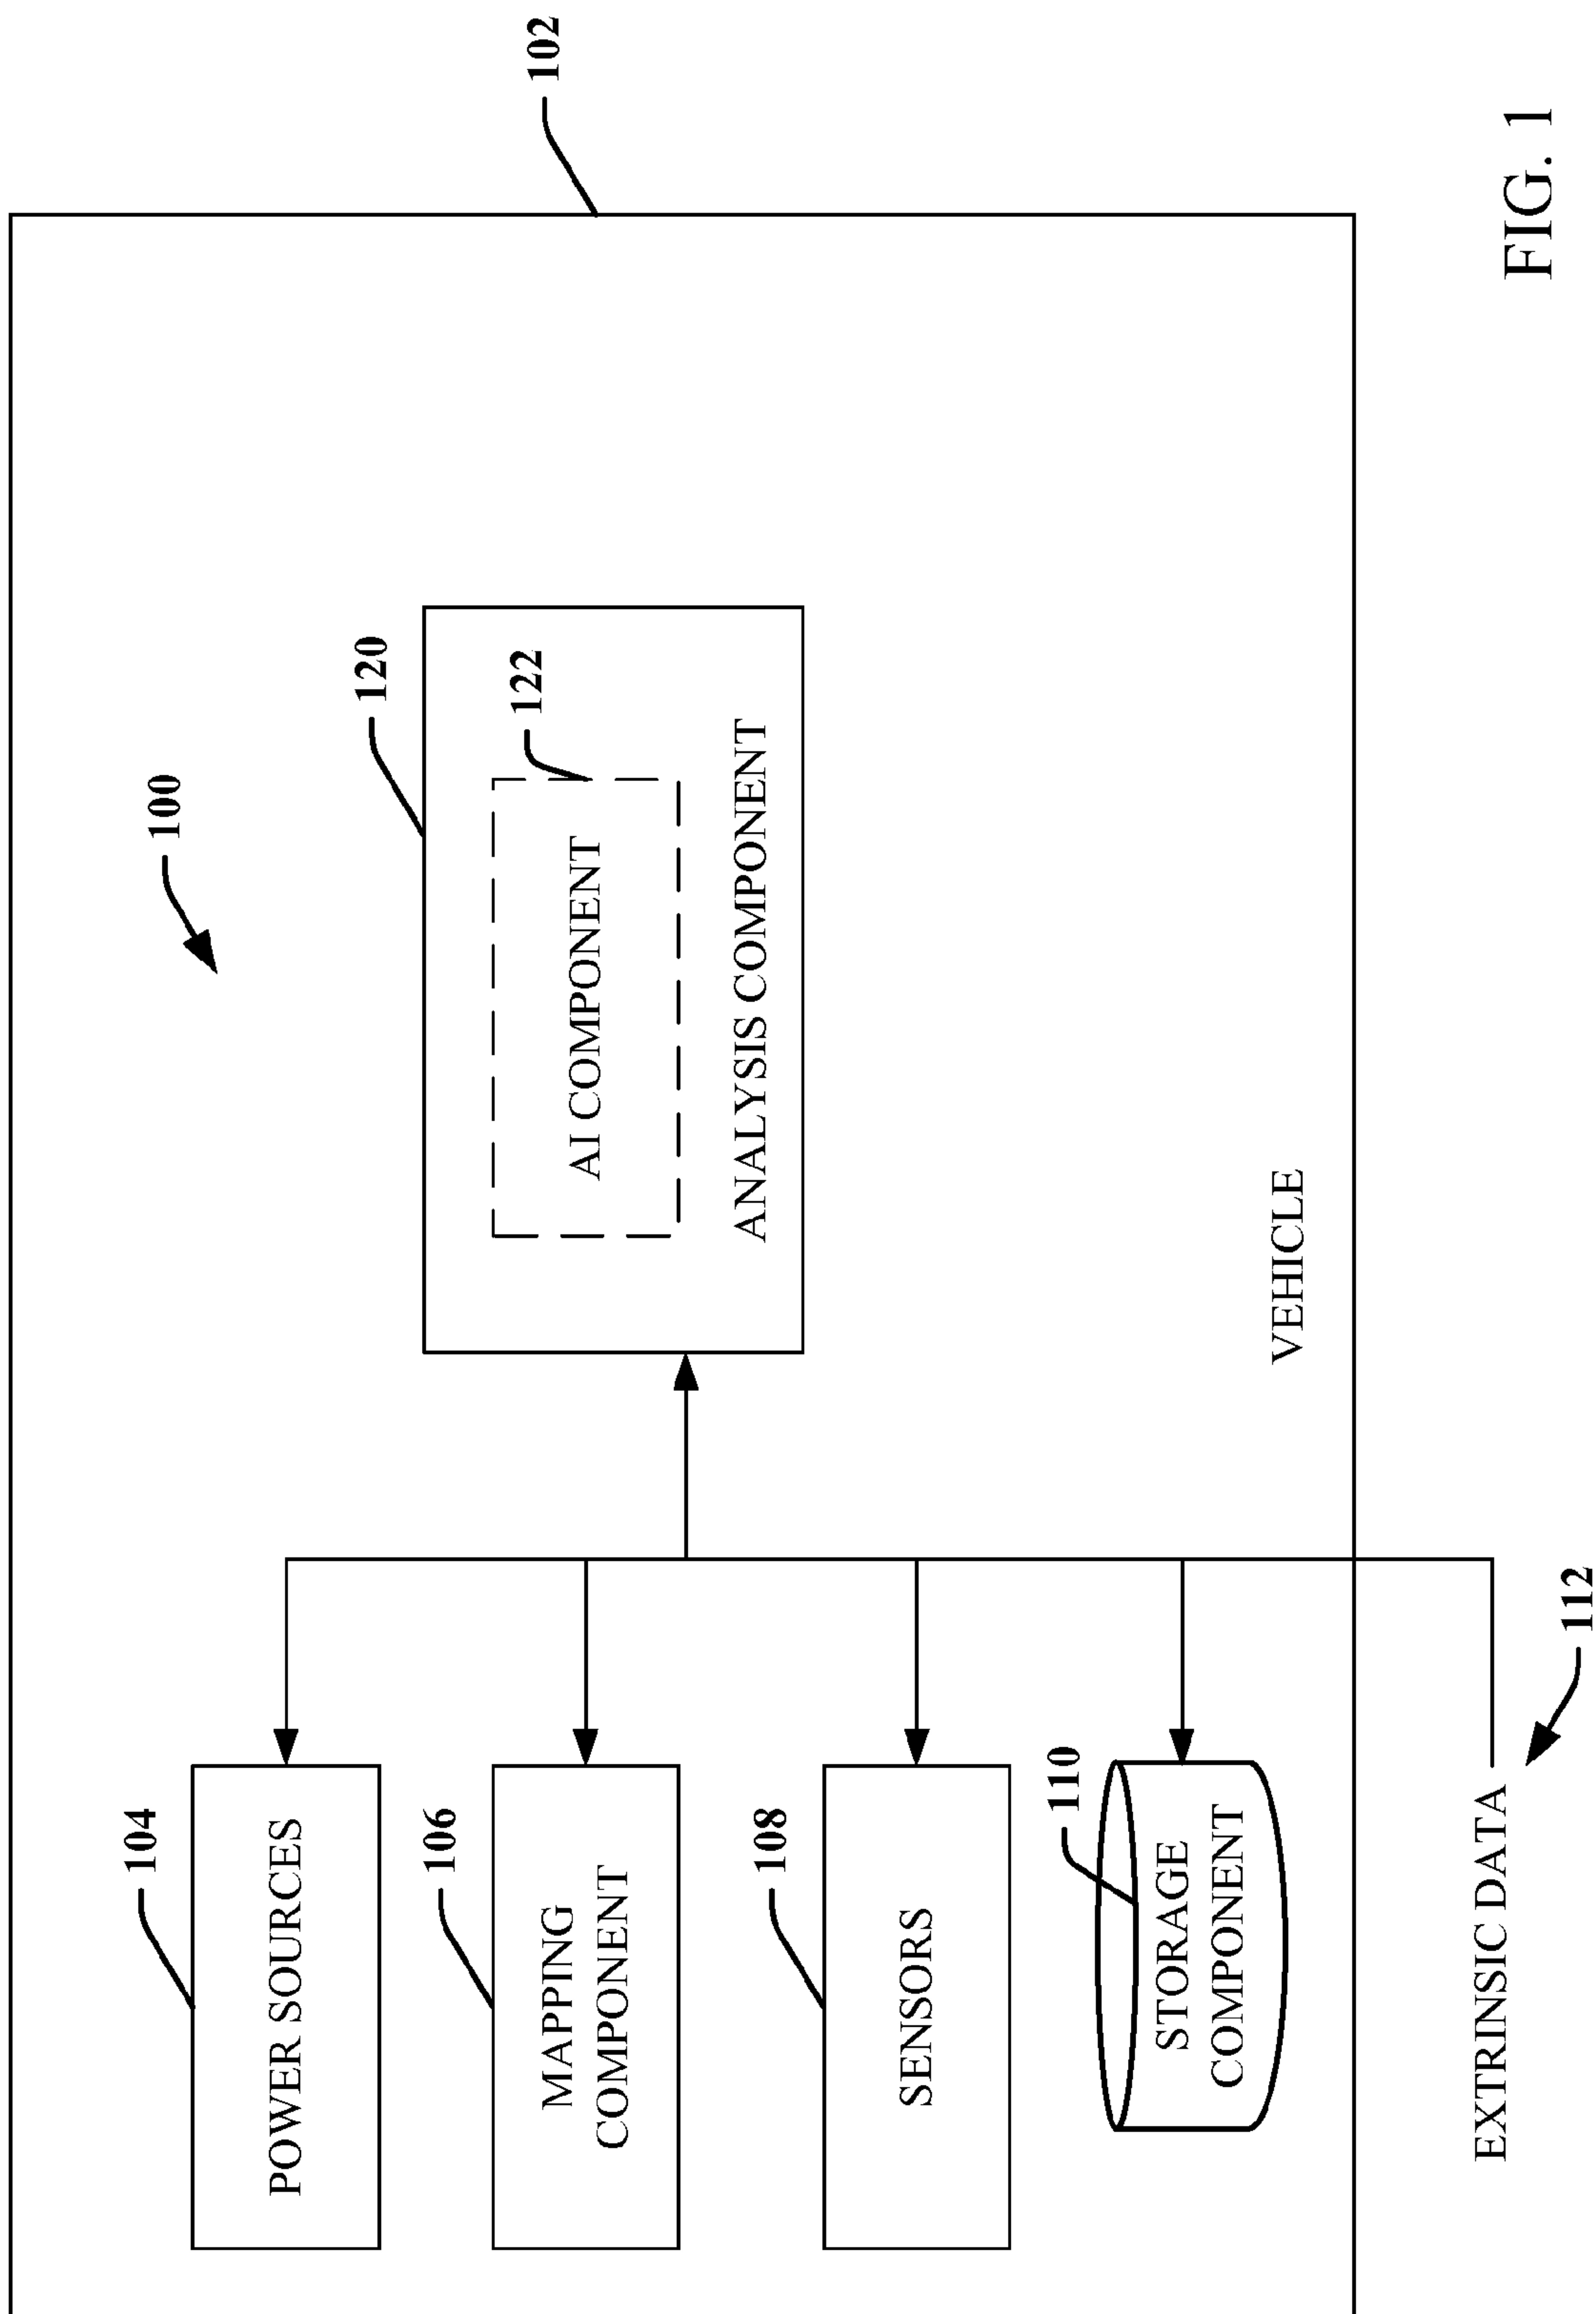 100
102
104
POWER SOURCES
120
106
MAPPING
COMPONENT
122
AI COMPONENT
ANALYSIS COMPONENT
108
SENSORS
110
STORAGE
COMPONENT
VEHICLE
EXTRINSIC DATA
112
FIG. 1